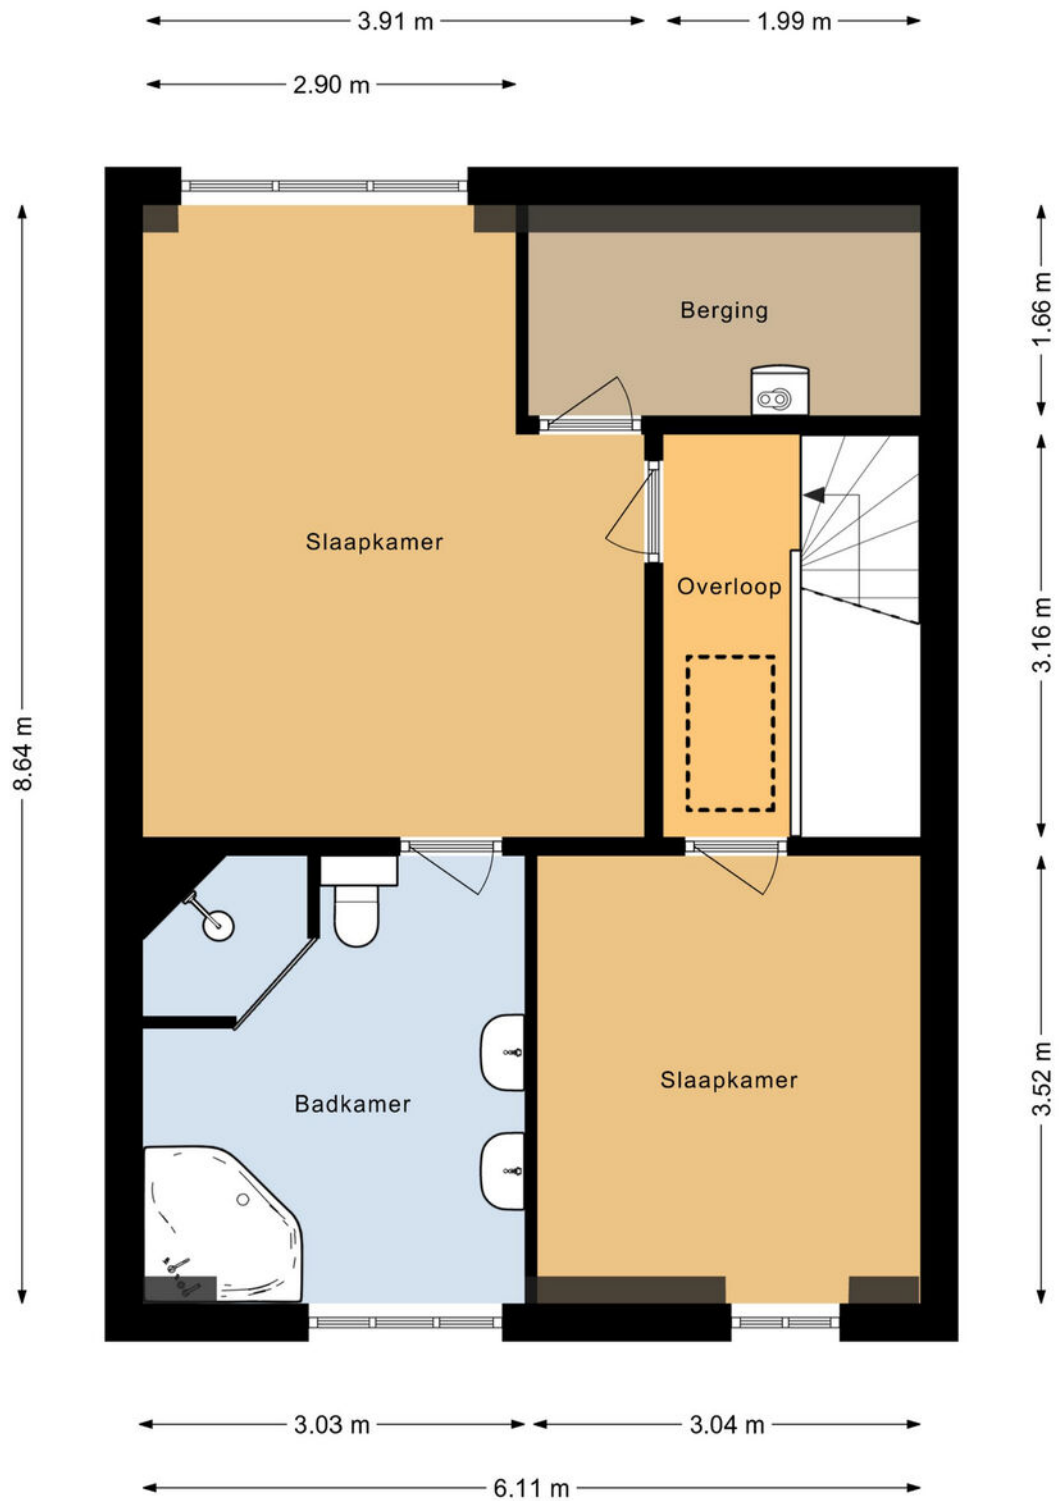 3.91 m
1.99 m
2.90 m
1.66 m
Berging
Slaapkamer
Overloop
3.16 m
8.64 m
Slaapkamer
3.52 m
Badkamer
3.03 m
3.04 m
6.11 m